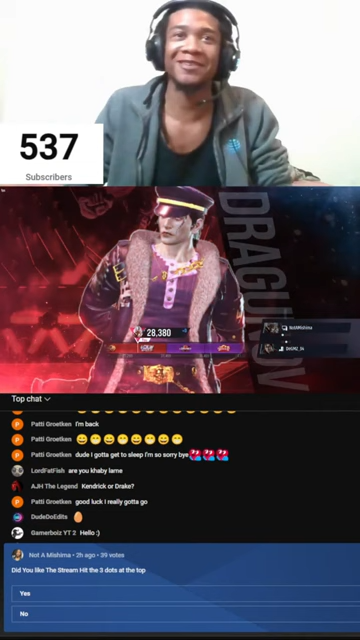 537
Subscribers
DRAGUNOV
28,380
NotAMishima
Top chat
Patti Groetken I'm back
Patti Groetken
Patti Groetken dude I gotta get to sleep I'm so sorry bye
LordFatFish are you khaby lame
AJH The Legend Kendrick or Drake?
Patti Groetken good luck I really gotta go
DudeDoEdits
Gamerboiz YT 2 Hello :)
Not A Mishima • 2h ago • 39 votes
Did You like The Stream Hit the 3 dots at the top
Yes
No